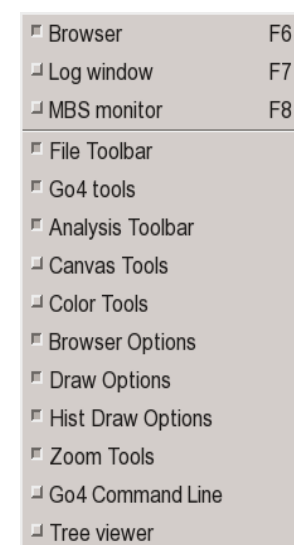 Browser F6
Log window F7
MBS monitor F8
File Toolbar
Go4 tools
Analysis Toolbar
Canvas Tools
Color Tools
Browser Options
Draw Options
Hist Draw Options
Zoom Tools
Go4 Command Line
Tree viewer